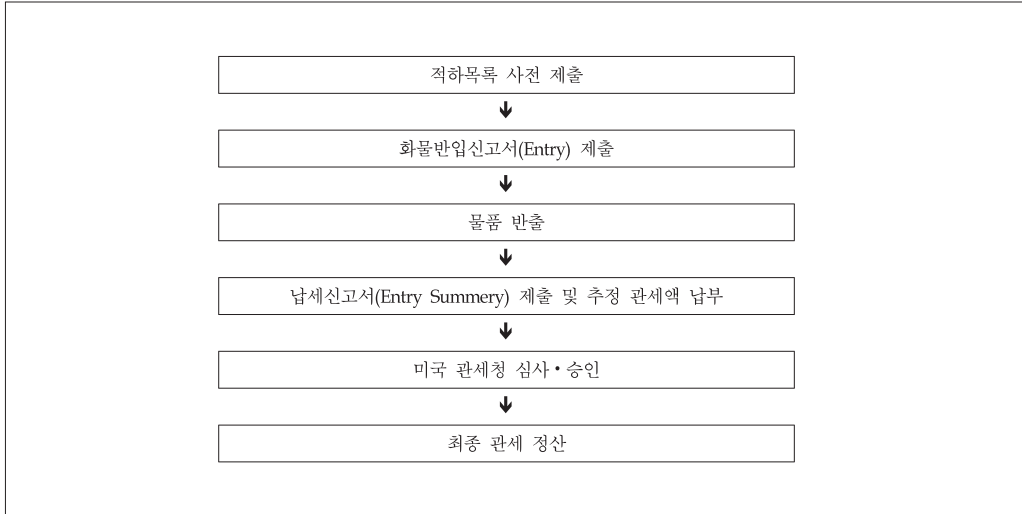 적하목록 사전 제출
화물반입신고서(Entry) 제출
물품 반출
납세신고서(Entry Summery) 제출 및 추정 관세액 납부
미국 관세청 심사•승인
최종 관세 정산